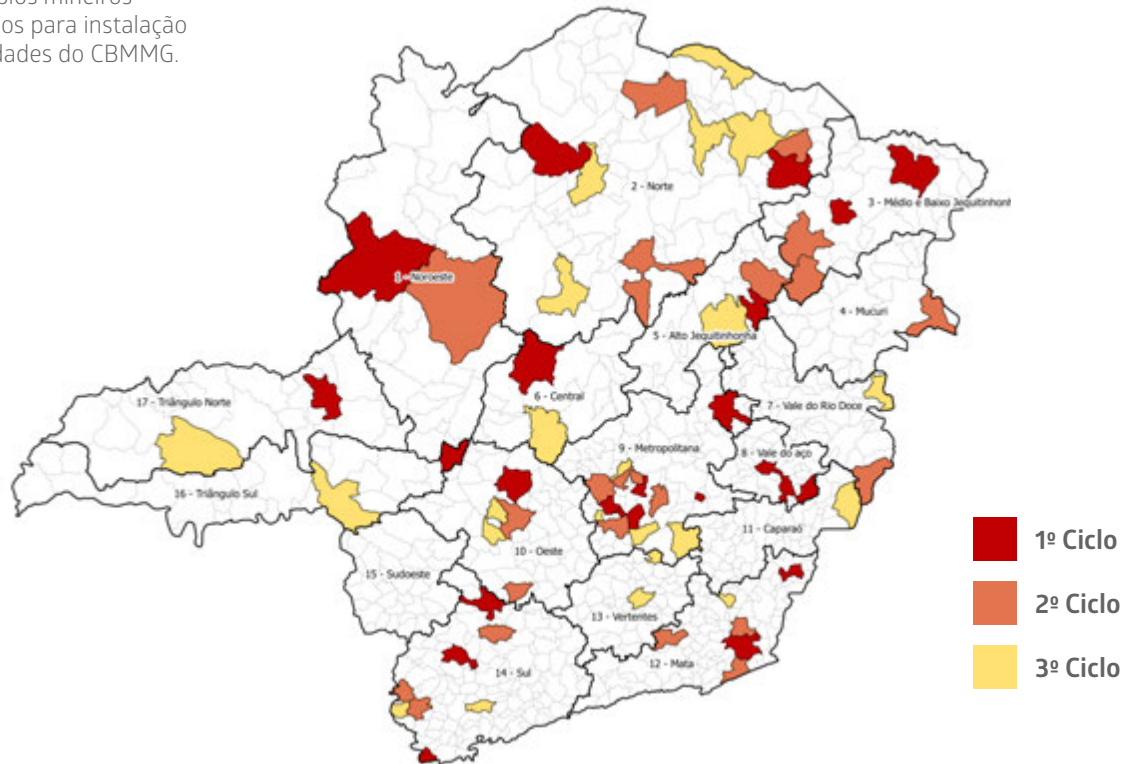 os para instalação
dades do CBMMG.
2 - Norte
3 - Médio e Baixo Jequitinhonh
1 - Noroeste
4 - Mucuri
5 - Alto Jequitinhonha
6 - Central
17 - Triângulo Norte
7 - Vale do Rio Doce
9 - Metropolitana
8 - Vale do aço
16 - Triângulo Sul
11 - Caparaó
10 - Oeste
15 - Sudoeste
13 - Vertentes
12 - Mata
14 - Sul
1º Ciclo
2º Ciclo
3º Ciclo